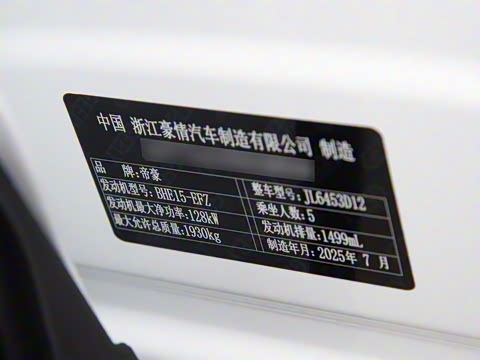 中国 浙江豪情汽车制造有限公司 制造
品 牌:帝豪 整车型号:JL6453D12
发动机型号:BHE15-EFZ 乘坐人数:5
发动机最大净功率:128kW 发动机排量:1499mL
最大允许总质量:1930kg 制造年月:2025年 7 月